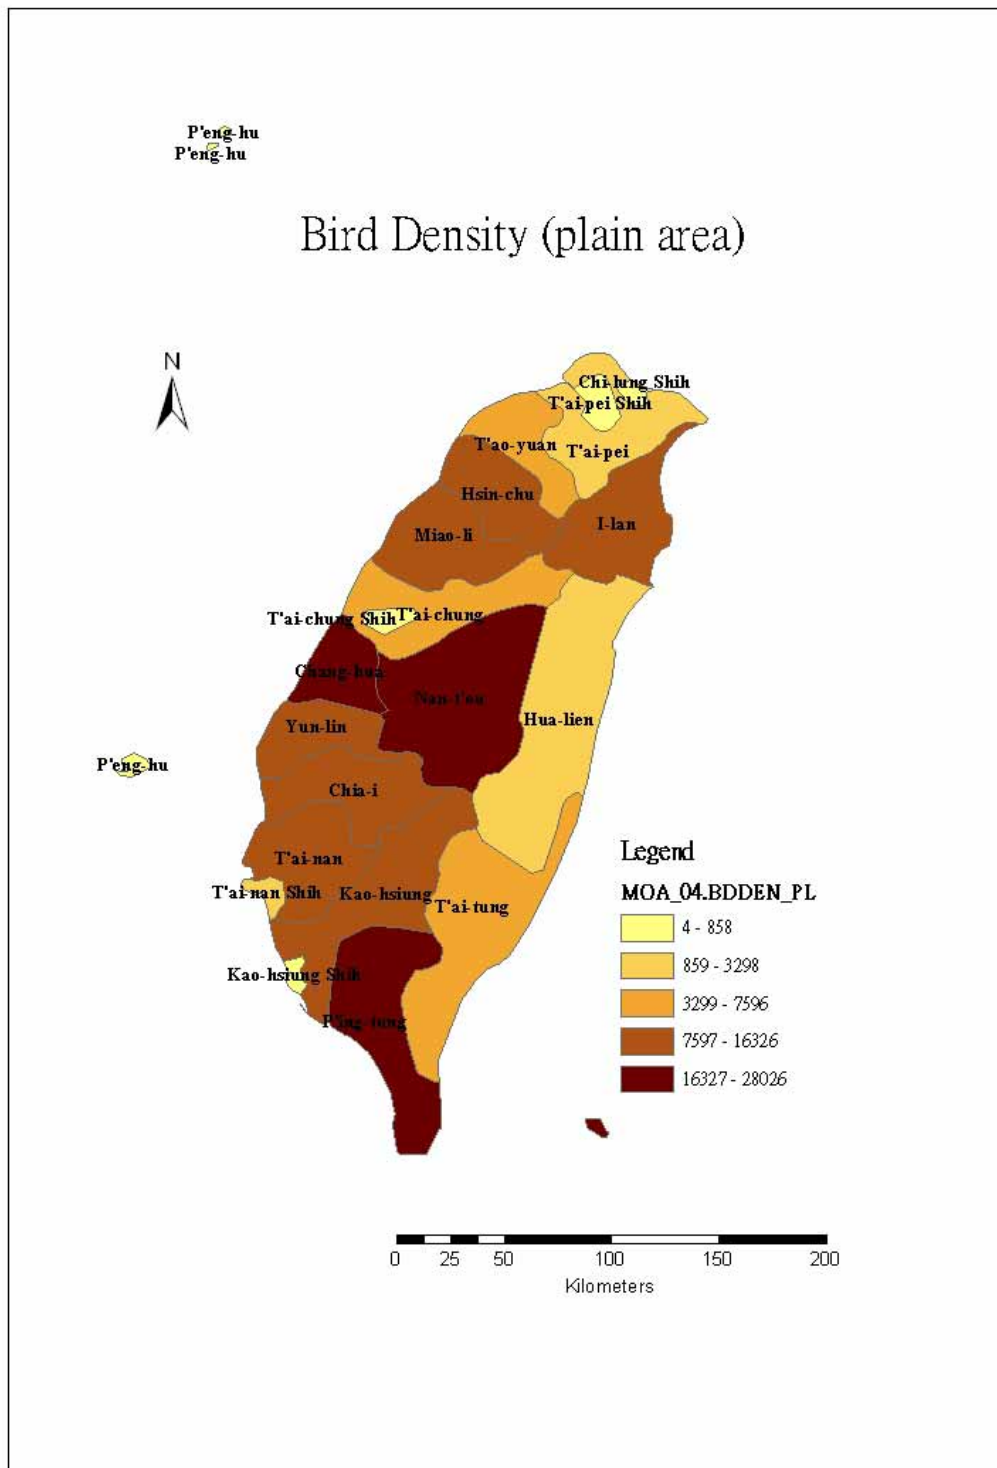 P'eng-hu
P'eng-hu
Bird Density (plain area)
N
Chi-lung Shih
T'ai-pei Shih
T'ao-yuan
T'ai-pei
Hsin-chu
I-lan
Miao-li
T'ai-chung Shih
T'ai-chung
Chang-hua
Nan-t'ou
Hua-lien
Yun-lin
P'eng-hu
Chia-i
T'ai-nan
T'ai-nan Shih
Kao-hsiung
T'ai-tung
Kao-hsiung Shih
P'ing-tung
Legend
MOA_04.BDDEN_PL
4 - 858
859 - 3298
3299 - 7596
7597 - 16326
16327 - 28026
0 25 50 100 150 200
Kilometers